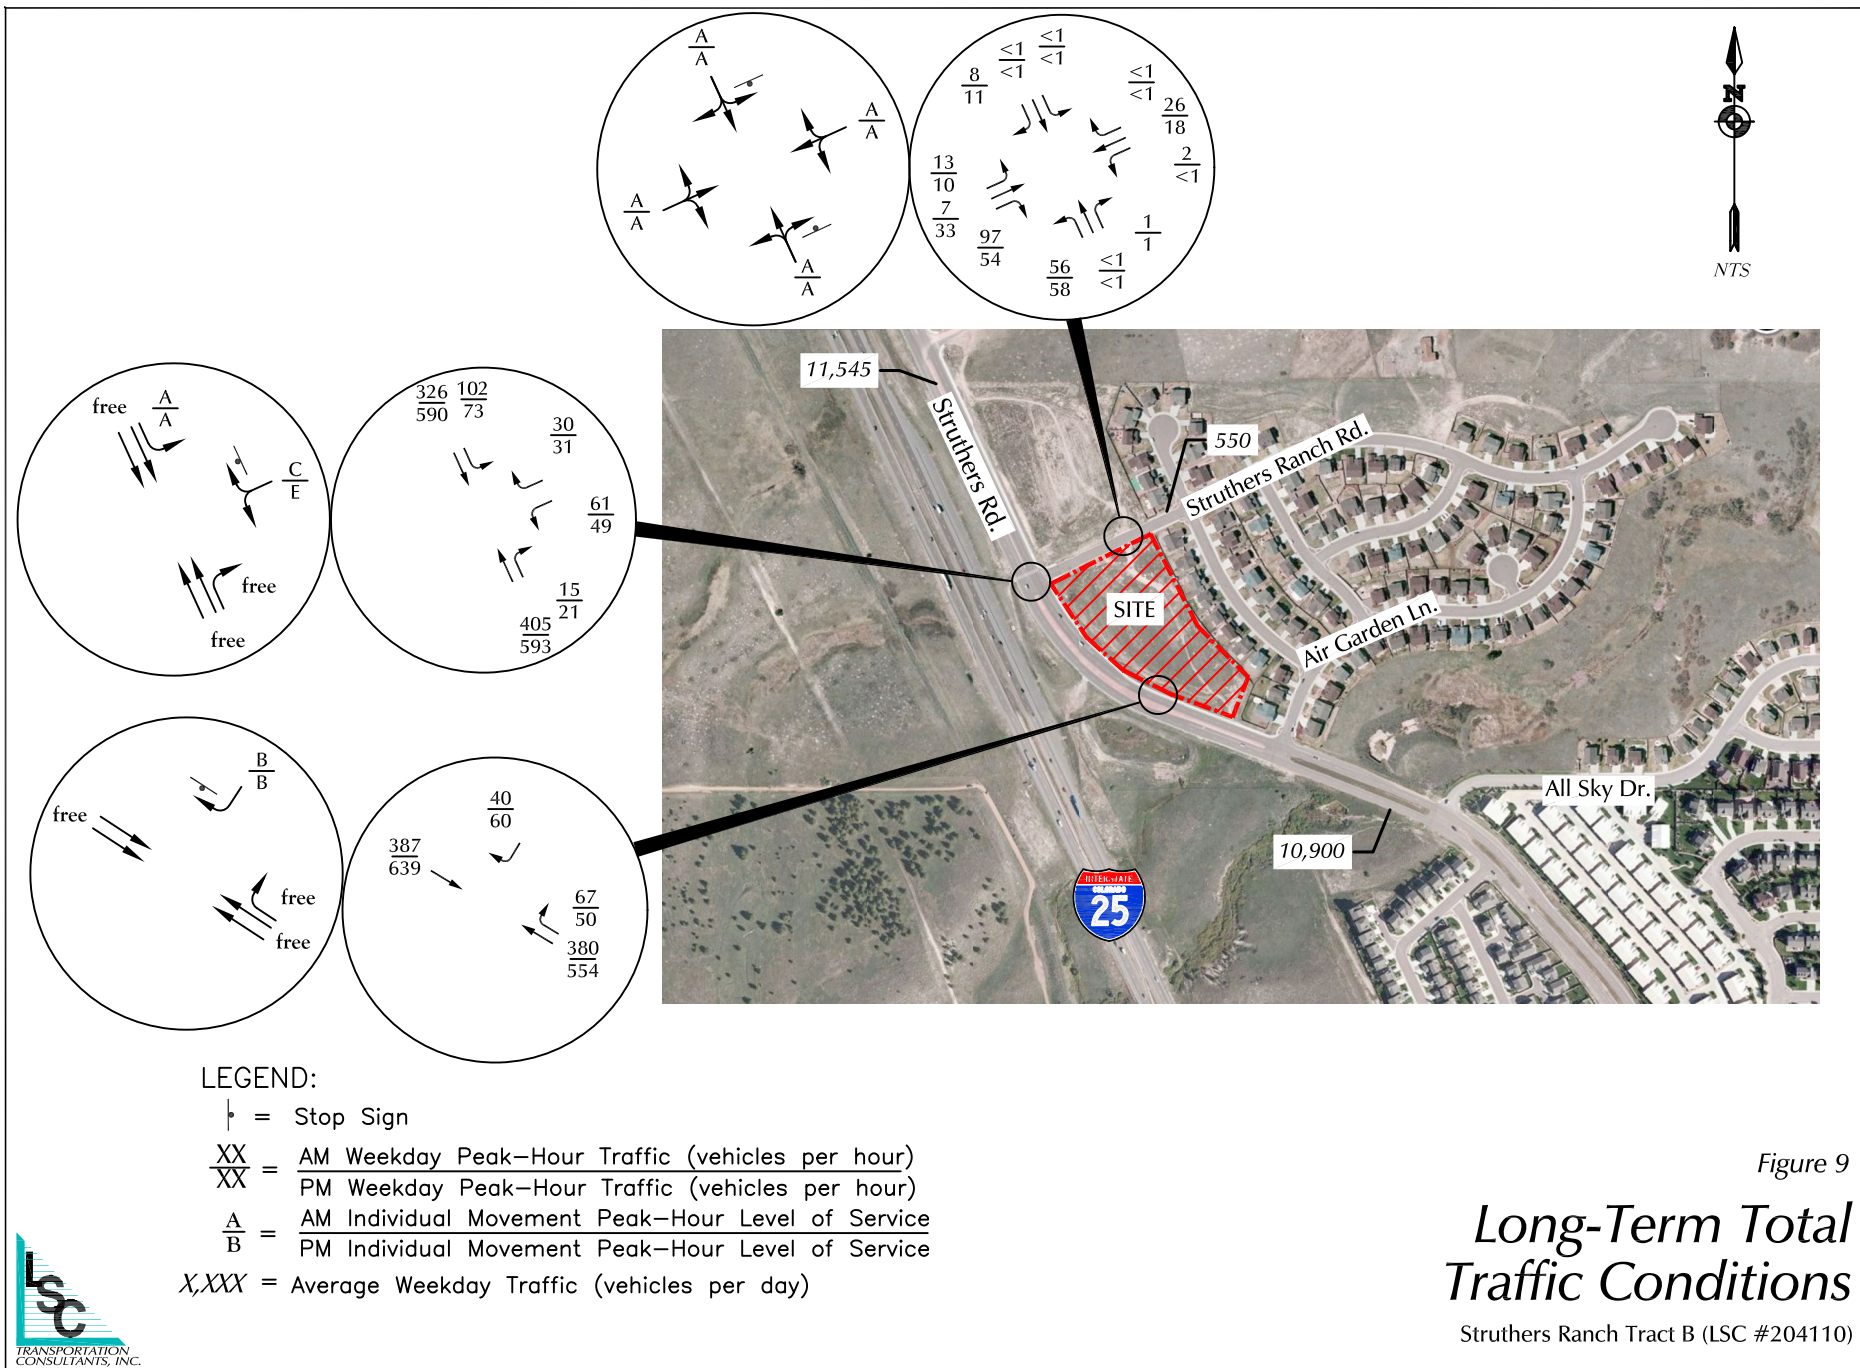 A
A
A
A
A
A
A
A
<1
<1
<1
<1
8
11
<1
<1
26
18
2
<1
13
10
7
33
97
54
56
58
<1
<1
1
1
N
NTS
free
A
A
C
E
free
free
326
590
102
73
30
31
61
49
15
21
405
593
11,545
550
Struthers Rd.
Struthers Ranch Rd.
SITE
Air Garden Ln.
All Sky Dr.
10,900
INTERSTATE
COLORADO
25
B
B
free
free
free
40
60
387
639
67
50
380
554
LEGEND:
= Stop Sign
XX
XX
=
AM Weekday Peak-Hour Traffic (vehicles per hour)
PM Weekday Peak-Hour Traffic (vehicles per hour)
A
B
=
AM Individual Movement Peak-Hour Level of Service
PM Individual Movement Peak-Hour Level of Service
X,XXX = Average Weekday Traffic (vehicles per day)
LSC
TRANSPORTATION
CONSULTANTS, INC.
Figure 9
Long-Term Total
Traffic Conditions
Struthers Ranch Tract B (LSC #204110)